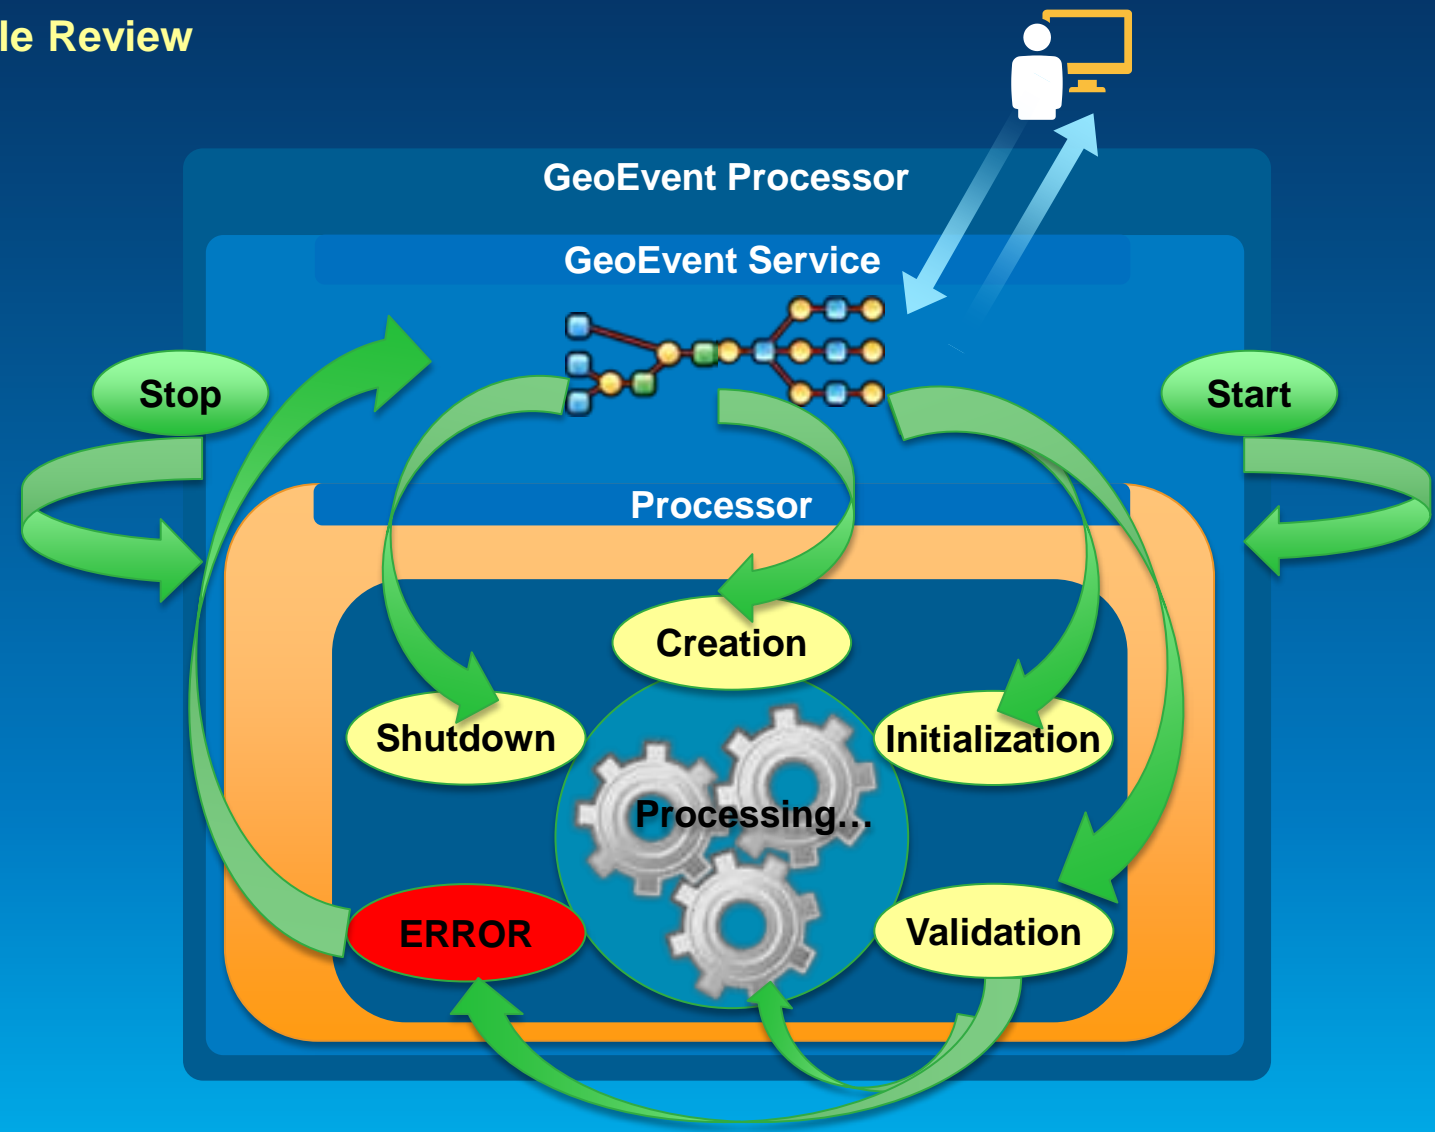 le Review
GeoEvent Processor
GeoEvent Service
Stop
Start
Processor
Creation
Shutdown
Initialization
Processing...
ERROR
Validation